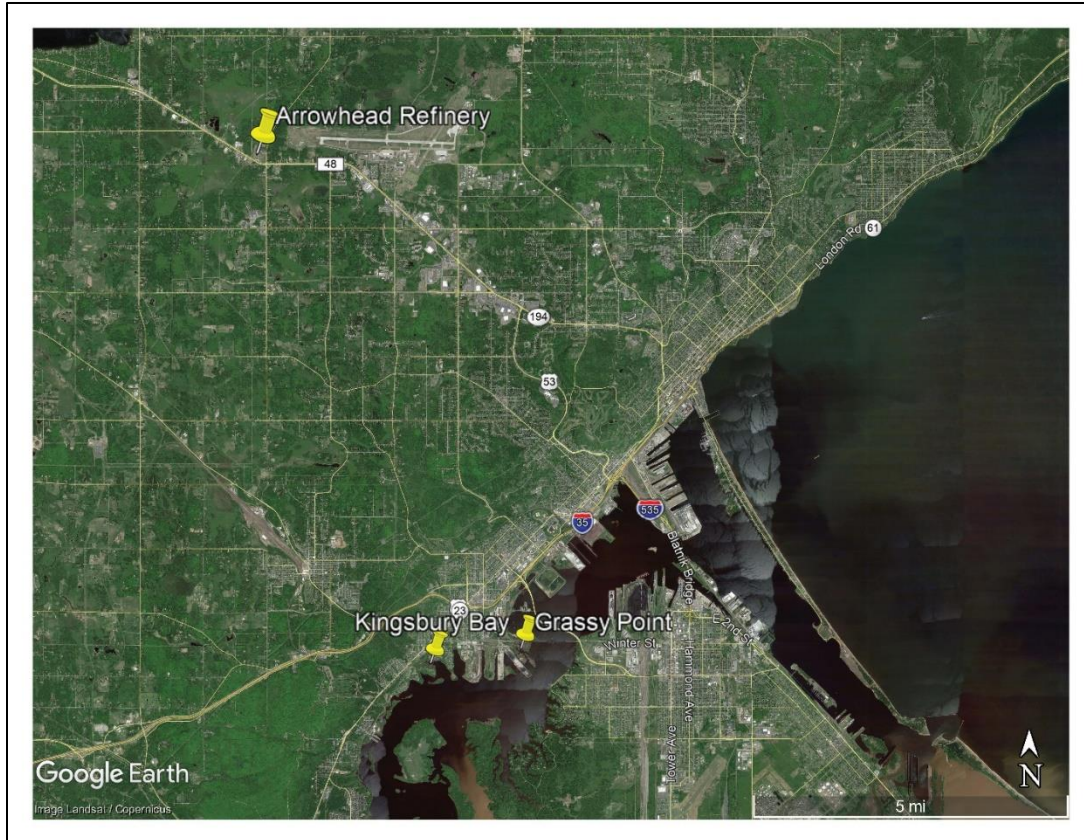 Arrowhead Refinery
48
61
London Rd
194
53
35
535
Blatnik Bridge
23
Kingsbury Bay
Grassy Point
Winter St
E 2nd St
Hammond Ave
Tower Ave
Google Earth
Image Landsat / Copernicus
N
5 mi